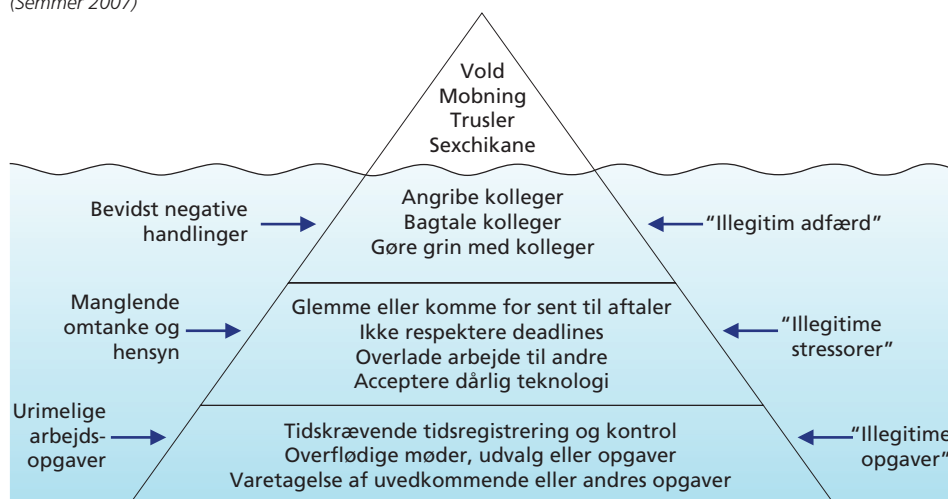 (Semmer 2007)
Vold
Mobning
Trusler
Sexchikane
Bevidst negative
handlinger
Angribe kolleger
Bagtale kolleger
Gøre grin med kolleger
"Illegitim adfærd"
Manglende
omtanke og
hensyn
Glemme eller komme for sent til aftaler
Ikke respektere deadlines
Overlade arbejde til andre
Acceptere dårlig teknologi
"Illegitime
stressorer"
Urimelige
arbejds-
opgaver
Tidskrævende tidsregistrering og kontrol
Overflødige møder, udvalg eller opgaver
Varetagelse af uvedkommende eller andres opgaver
"Illegitime
opgaver"